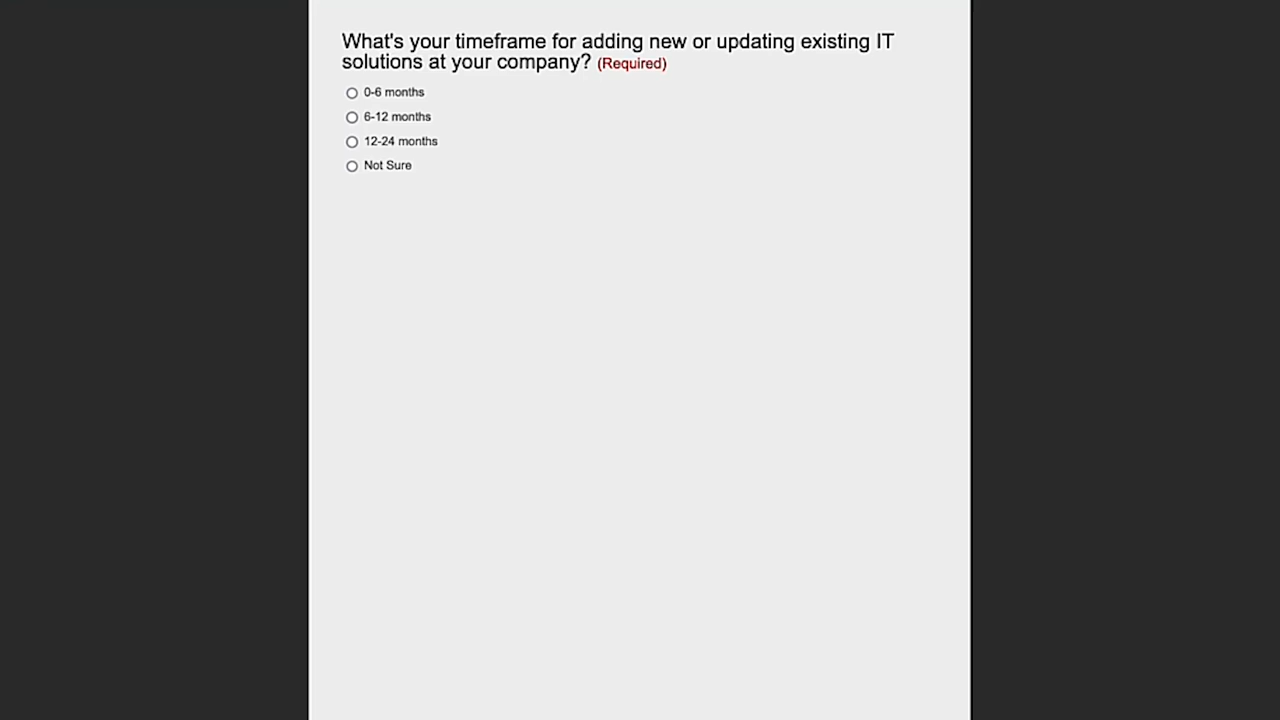 What's your timeframe for adding new or updating existing IT
solutions at your company? (Required)
0-6 months
6-12 months
12-24 months
Not Sure